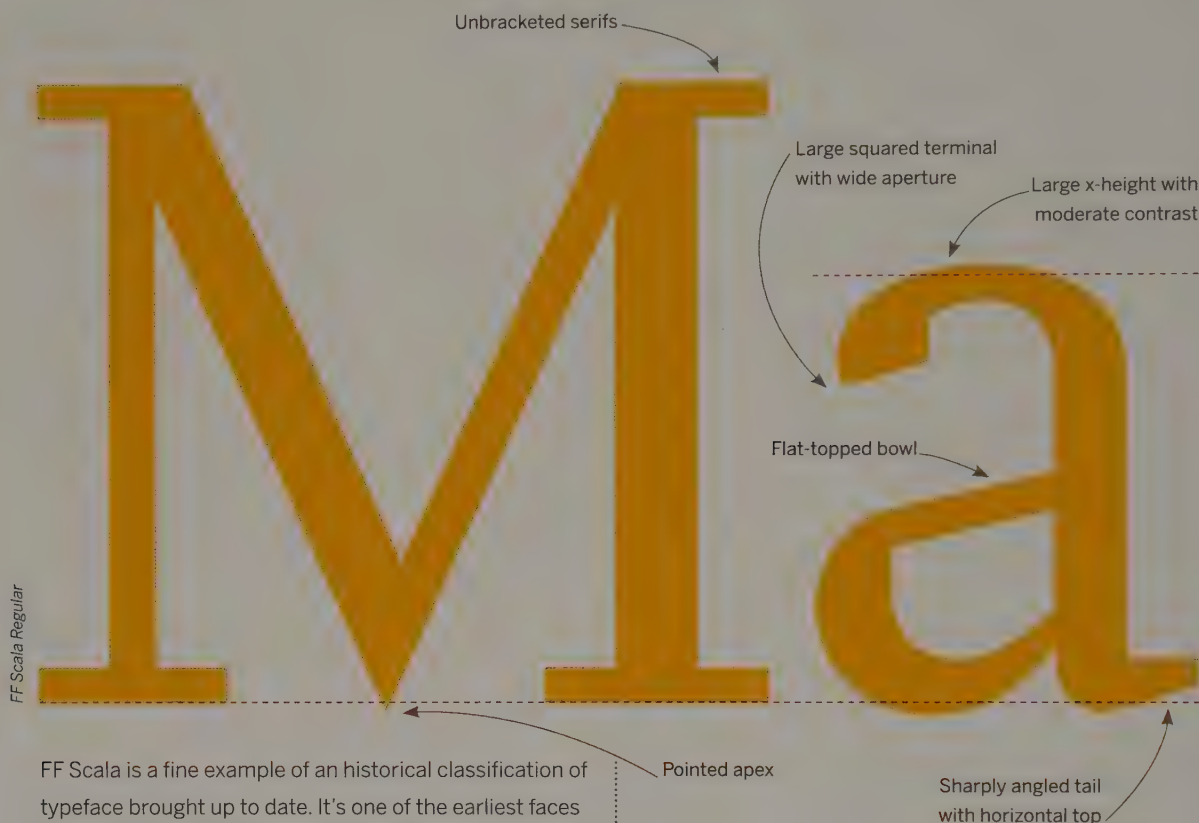 Unbracketed serifs
Ma
Large squared terminal
with wide aperture
Large x-height with
moderate contrast
Flat-topped bowl
FF Scala Regular
Pointed apex
Sharply angled tail
with horizontal top
FF Scala is a fine example of an historical classification of
typeface brought up to date. It's one of the earliest faces